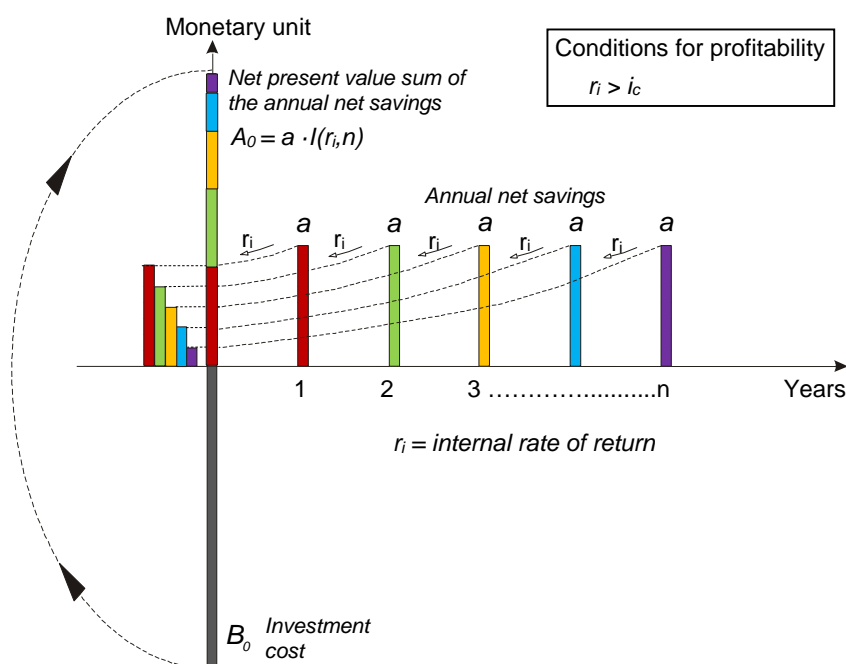 Monetary unit
Conditions for profitability
rᵢ > i꜀
Net present value sum of
the annual net savings
A₀ = a · I(rᵢ,n)
Annual net savings
a a a a a
rᵢ rᵢ rᵢ rᵢ rᵢ
1 2 3 …………..........n Years
rᵢ = internal rate of return
B₀ Investment
cost